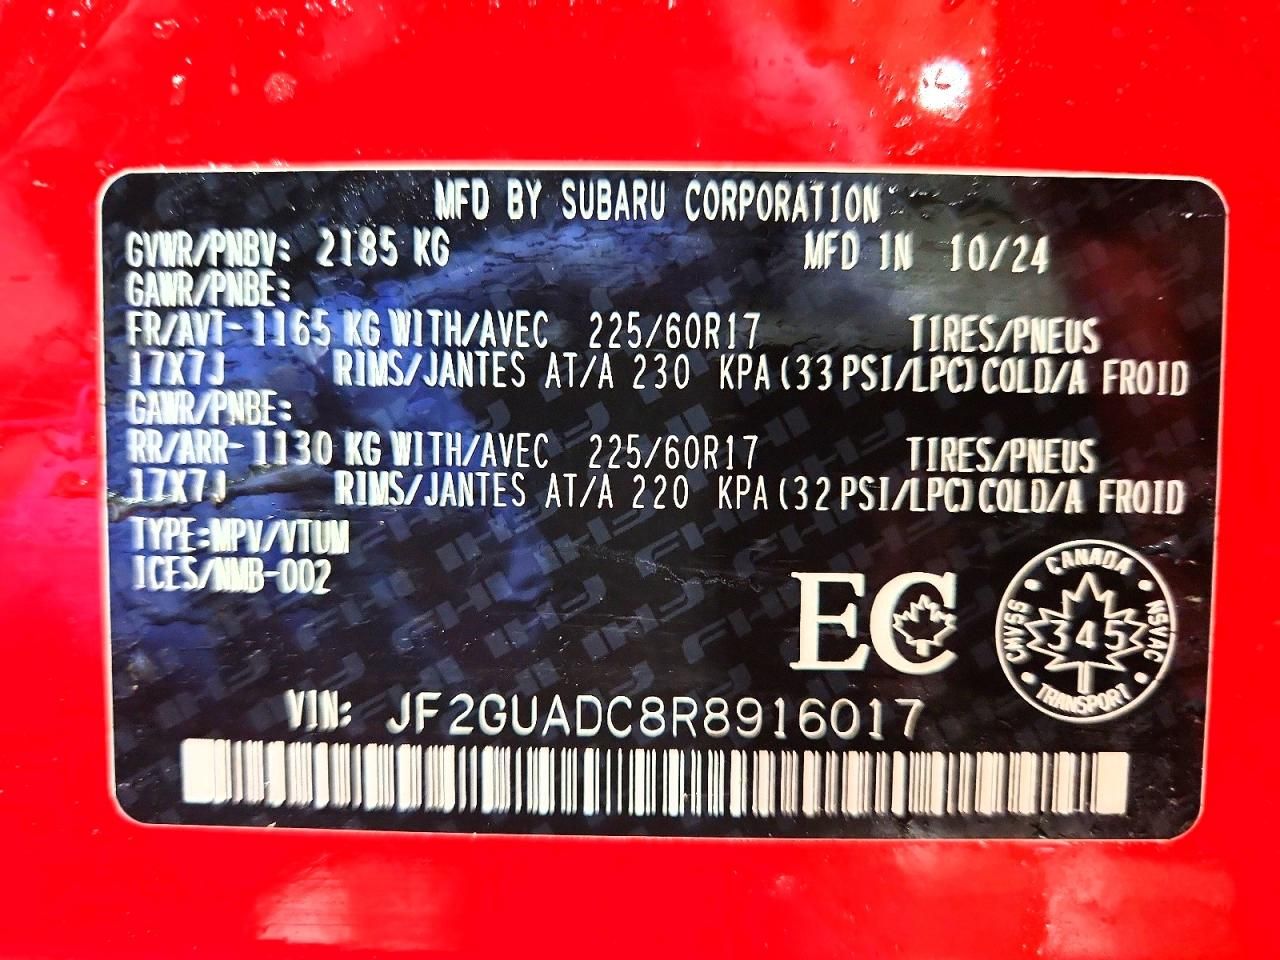 MFD BY SUBARU CORPORATION
GVWR/PNBV: 2185 KG MFD IN 10/24
GAWR/PNBE:
FR/AVT-1165 KG WITH/AVEC 225/60R17 TIRES/PNEUS
17X7J RIMS/JANTES AT/A 230 KPA (33 PSI/LPC) COLD/A FROID
GAWR/PNBE:
RR/ARR-1130 KG WITH/AVEC 225/60R17 TIRES/PNEUS
17X7J RIMS/JANTES AT/A 220 KPA (32 PSI/LPC) COLD/A FROID
TYPE:MPV/VTUM
ICES/NMB-002
EC
CANADA
CMVSS 345 NSVAC
TRANSPORT
VIN: JF2GUADC8R8916017